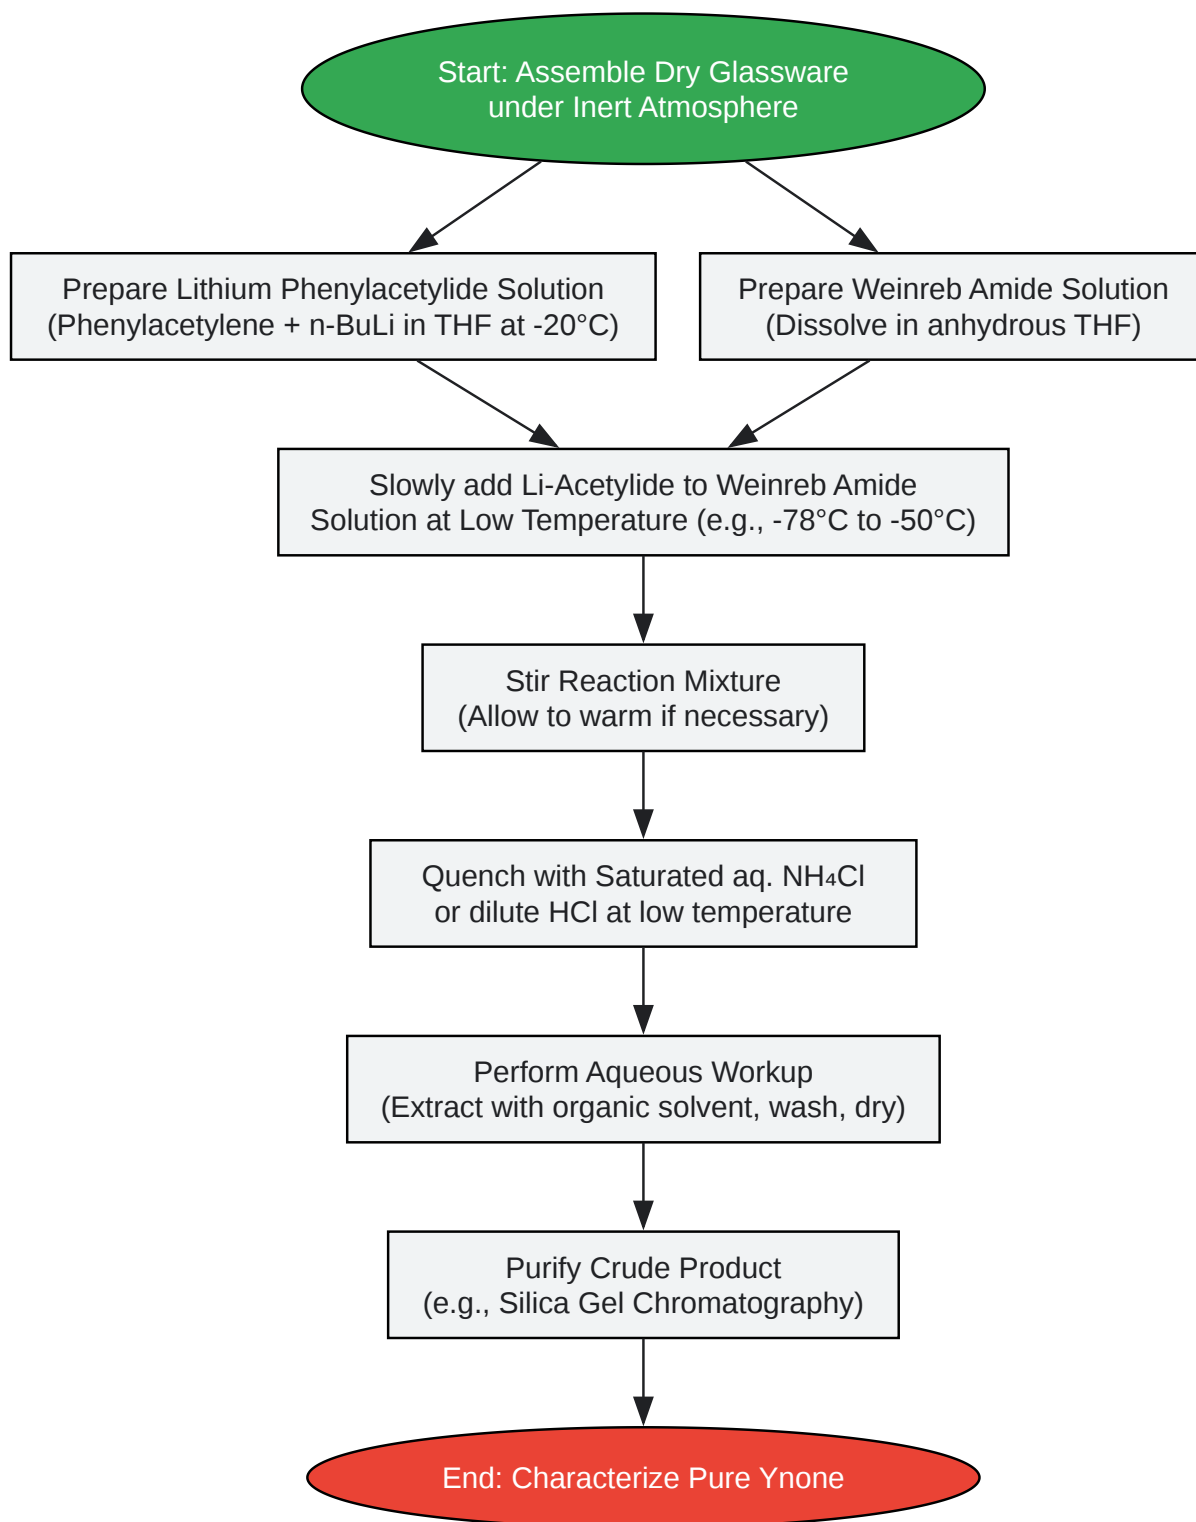 Start: Assemble Dry Glassware
under Inert Atmosphere
Prepare Lithium Phenylacetylide Solution
(Phenylacetylene + n-BuLi in THF at -20°C)
Prepare Weinreb Amide Solution
(Dissolve in anhydrous THF)
Slowly add Li-Acetylide to Weinreb Amide
Solution at Low Temperature (e.g., -78°C to -50°C)
Stir Reaction Mixture
(Allow to warm if necessary)
Quench with Saturated aq. NH₄Cl
or dilute HCl at low temperature
Perform Aqueous Workup
(Extract with organic solvent, wash, dry)
Purify Crude Product
(e.g., Silica Gel Chromatography)
End: Characterize Pure Ynone